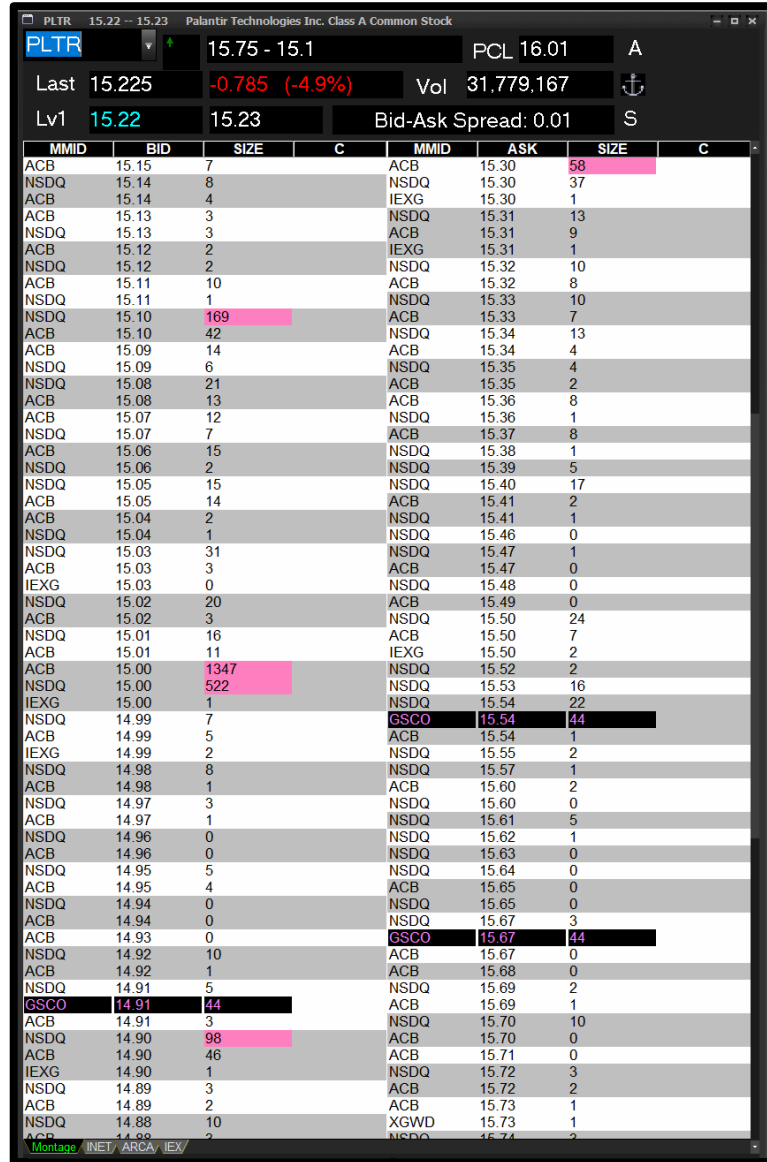 PLTR 15.22 -- 15.23 Palantir Technologies Inc. Class A Common Stock
PLTR 15.75 - 15.1 PCL 16.01 A
Last 15.225 -0.785 (-4.9%) Vol 31,779,167
Lv1 15.22 15.23 Bid-Ask Spread: 0.01 S
MMID BID SIZE C MMID ASK SIZE C
ACB 15.15 7 ACB 15.30 58
NSDQ 15.14 8 NSDQ 15.30 37
ACB 15.14 4 IEXG 15.30 1
ACB 15.13 3 NSDQ 15.31 13
NSDQ 15.13 3 ACB 15.31 9
ACB 15.12 2 IEXG 15.31 1
NSDQ 15.12 2 NSDQ 15.32 10
ACB 15.11 10 ACB 15.32 8
NSDQ 15.11 1 NSDQ 15.33 10
NSDQ 15.10 169 ACB 15.33 7
ACB 15.10 42 NSDQ 15.34 13
ACB 15.09 14 ACB 15.34 4
NSDQ 15.09 6 NSDQ 15.35 4
NSDQ 15.08 21 ACB 15.35 2
ACB 15.08 13 ACB 15.36 8
ACB 15.07 12 NSDQ 15.36 1
NSDQ 15.07 7 ACB 15.37 8
ACB 15.06 15 NSDQ 15.38 1
NSDQ 15.06 2 NSDQ 15.39 5
NSDQ 15.05 15 NSDQ 15.40 17
ACB 15.05 14 ACB 15.41 2
ACB 15.04 2 NSDQ 15.41 1
NSDQ 15.04 1 NSDQ 15.46 0
NSDQ 15.03 31 NSDQ 15.47 1
ACB 15.03 3 ACB 15.47 0
IEXG 15.03 0 NSDQ 15.48 0
NSDQ 15.02 20 ACB 15.49 0
ACB 15.02 3 NSDQ 15.50 24
NSDQ 15.01 16 ACB 15.50 7
ACB 15.01 11 IEXG 15.50 2
ACB 15.00 1347 NSDQ 15.52 2
NSDQ 15.00 522 NSDQ 15.53 16
IEXG 15.00 1 NSDQ 15.54 22
NSDQ 14.99 7 GSCO 15.54 44
ACB 14.99 5 ACB 15.54 1
IEXG 14.99 2 NSDQ 15.55 2
NSDQ 14.98 8 NSDQ 15.57 1
ACB 14.98 1 ACB 15.60 2
NSDQ 14.97 3 NSDQ 15.60 0
ACB 14.97 1 NSDQ 15.61 5
NSDQ 14.96 0 NSDQ 15.62 1
ACB 14.96 0 NSDQ 15.63 0
NSDQ 14.95 5 NSDQ 15.64 0
ACB 14.95 4 ACB 15.65 0
NSDQ 14.94 0 NSDQ 15.65 0
ACB 14.94 0 NSDQ 15.67 3
ACB 14.93 0 GSCO 15.67 44
NSDQ 14.92 10 ACB 15.67 0
ACB 14.92 1 ACB 15.68 0
NSDQ 14.91 5 NSDQ 15.69 2
GSCO 14.91 44 ACB 15.69 1
ACB 14.91 3 NSDQ 15.70 10
NSDQ 14.90 98 ACB 15.70 0
ACB 14.90 46 ACB 15.71 0
IEXG 14.90 1 NSDQ 15.72 3
NSDQ 14.89 3 ACB 15.72 2
ACB 14.89 2 ACB 15.73 1
NSDQ 14.88 10 XGWD 15.73 1
Montage INET ARCA IEX